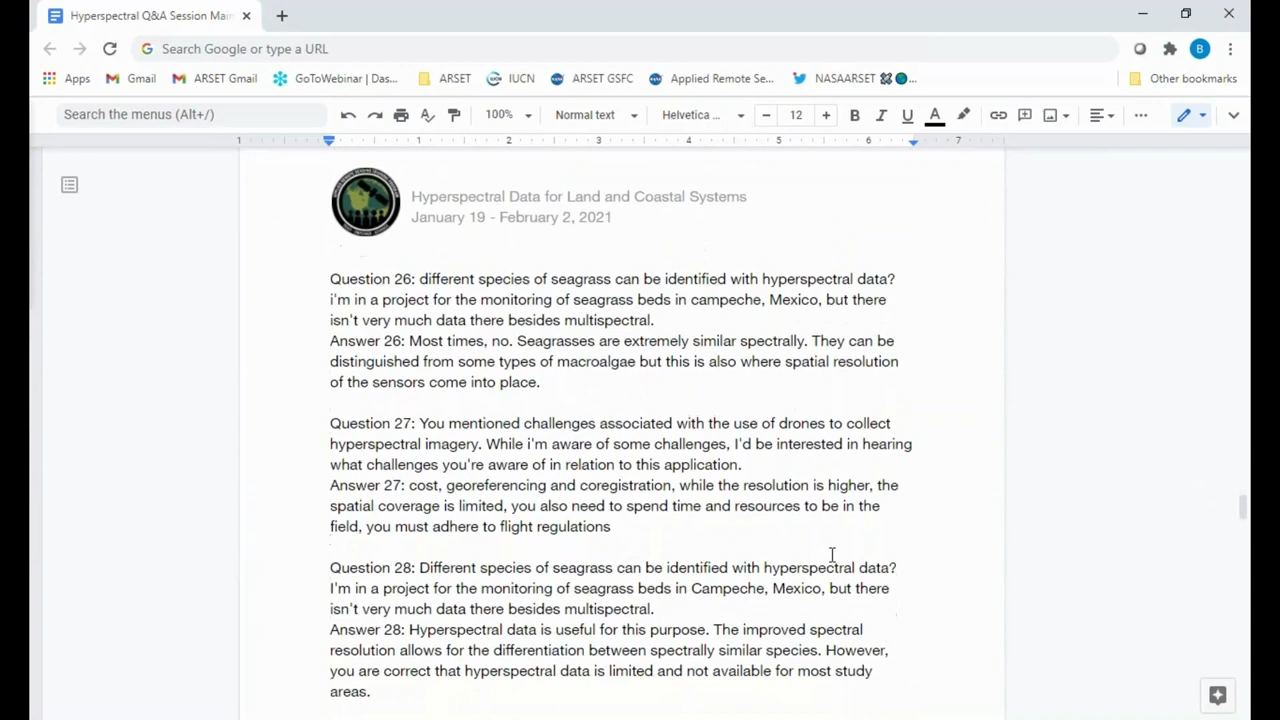 Hyperspectral Q&A Session Main
Search Google or type a URL
B
Apps Gmail ARSET Gmail GoToWebinar | Das... ARSET IUCN ARSET GSFC Applied Remote Se... NASAARSET ... Other bookmarks
Search the menus (Alt+/) 100% Normal text Helvetica ... 12 B I U A
1 1 2 3 4 5 6 7
Hyperspectral Data for Land and Coastal Systems
January 19 - February 2, 2021
Question 26: different species of seagrass can be identified with hyperspectral data?
i'm in a project for the monitoring of seagrass beds in campeche, Mexico, but there
isn't very much data there besides multispectral.
Answer 26: Most times, no. Seagrasses are extremely similar spectrally. They can be
distinguished from some types of macroalgae but this is also where spatial resolution
of the sensors come into place.
Question 27: You mentioned challenges associated with the use of drones to collect
hyperspectral imagery. While i'm aware of some challenges, I'd be interested in hearing
what challenges you're aware of in relation to this application.
Answer 27: cost, georeferencing and coregistration, while the resolution is higher, the
spatial coverage is limited, you also need to spend time and resources to be in the
field, you must adhere to flight regulations
Question 28: Different species of seagrass can be identified with hyperspectral data?
I'm in a project for the monitoring of seagrass beds in Campeche, Mexico, but there
isn't very much data there besides multispectral.
Answer 28: Hyperspectral data is useful for this purpose. The improved spectral
resolution allows for the differentiation between spectrally similar species. However,
you are correct that hyperspectral data is limited and not available for most study
areas.